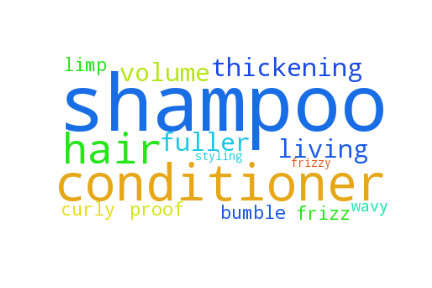 limp volume thickening
shampoo
hair fuller living
styling frizzy
conditioner
curly proof bumble frizz wavy